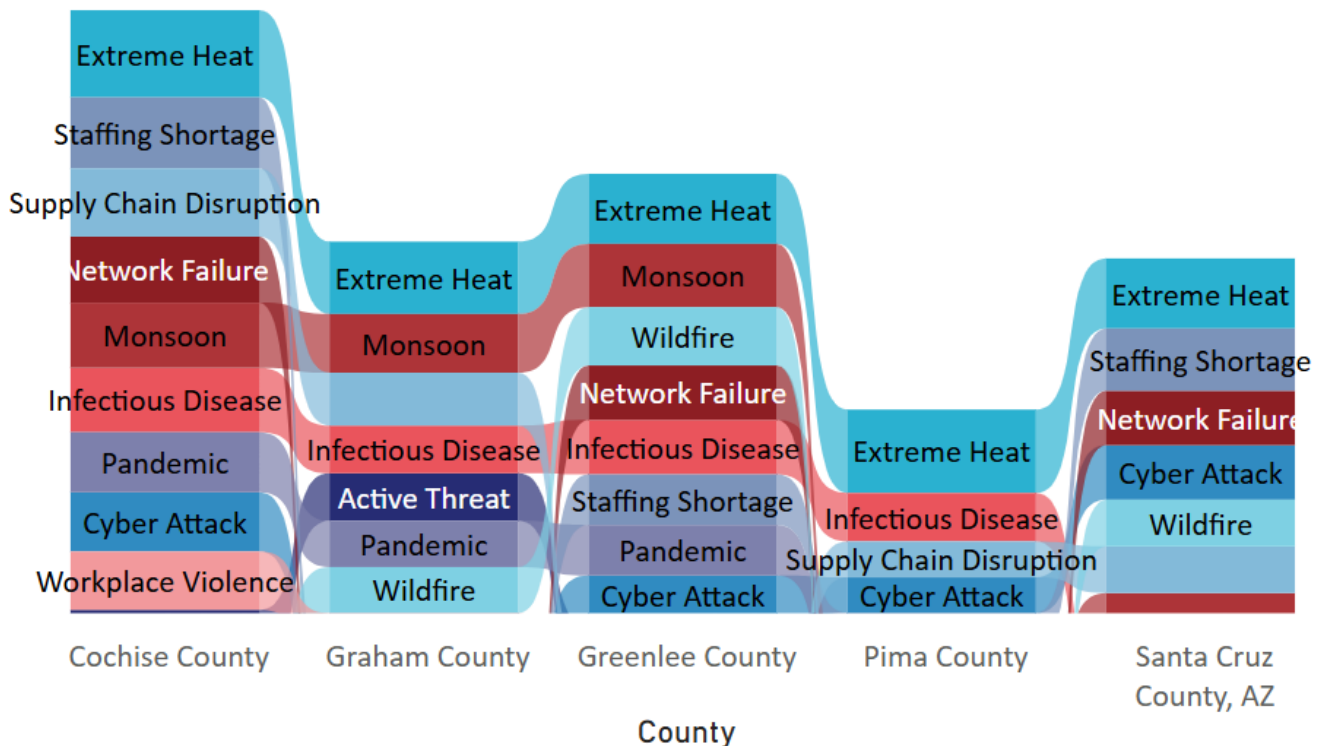 Extreme Heat
Staffing Shortage
Supply Chain Disruption
Network Failure
Monsoon
Infectious Disease
Pandemic
Cyber Attack
Workplace Violence
Extreme Heat
Monsoon
Infectious Disease
Active Threat
Pandemic
Wildfire
Extreme Heat
Monsoon
Wildfire
Network Failure
Infectious Disease
Staffing Shortage
Pandemic
Cyber Attack
Extreme Heat
Infectious Disease
Supply Chain Disruption
Cyber Attack
Extreme Heat
Staffing Shortage
Network Failure
Cyber Attack
Wildfire
Cochise County
Graham County
Greenlee County
Pima County
Santa Cruz
County, AZ
County